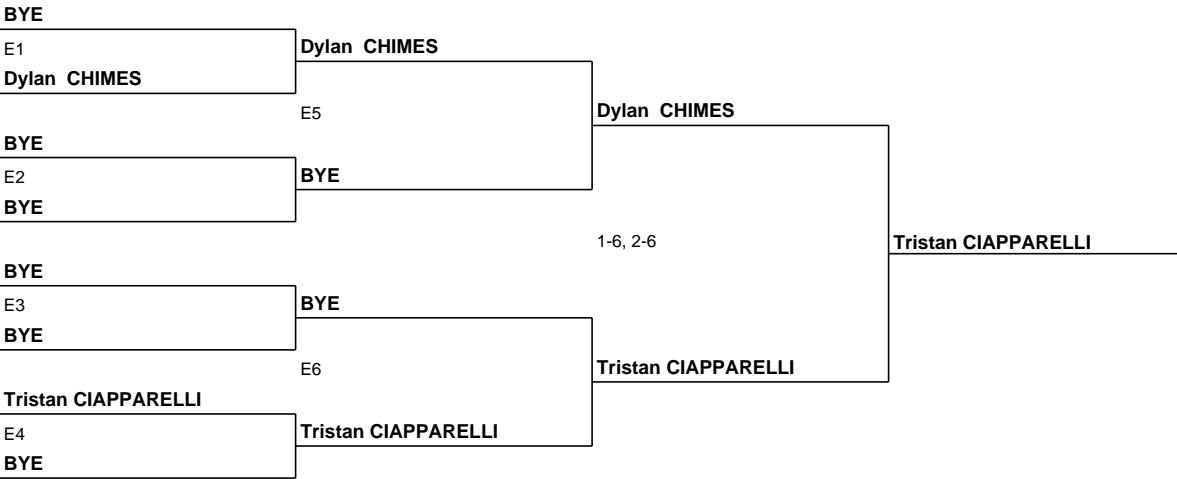 BYE
E1
Dylan CHIMES
Dylan CHIMES
E5
Dylan CHIMES
BYE
E2
BYE
BYE
1-6, 2-6
Tristan CIAPPARELLI
BYE
E3
BYE
BYE
E6
Tristan CIAPPARELLI
Tristan CIAPPARELLI
E4
Tristan CIAPPARELLI
BYE